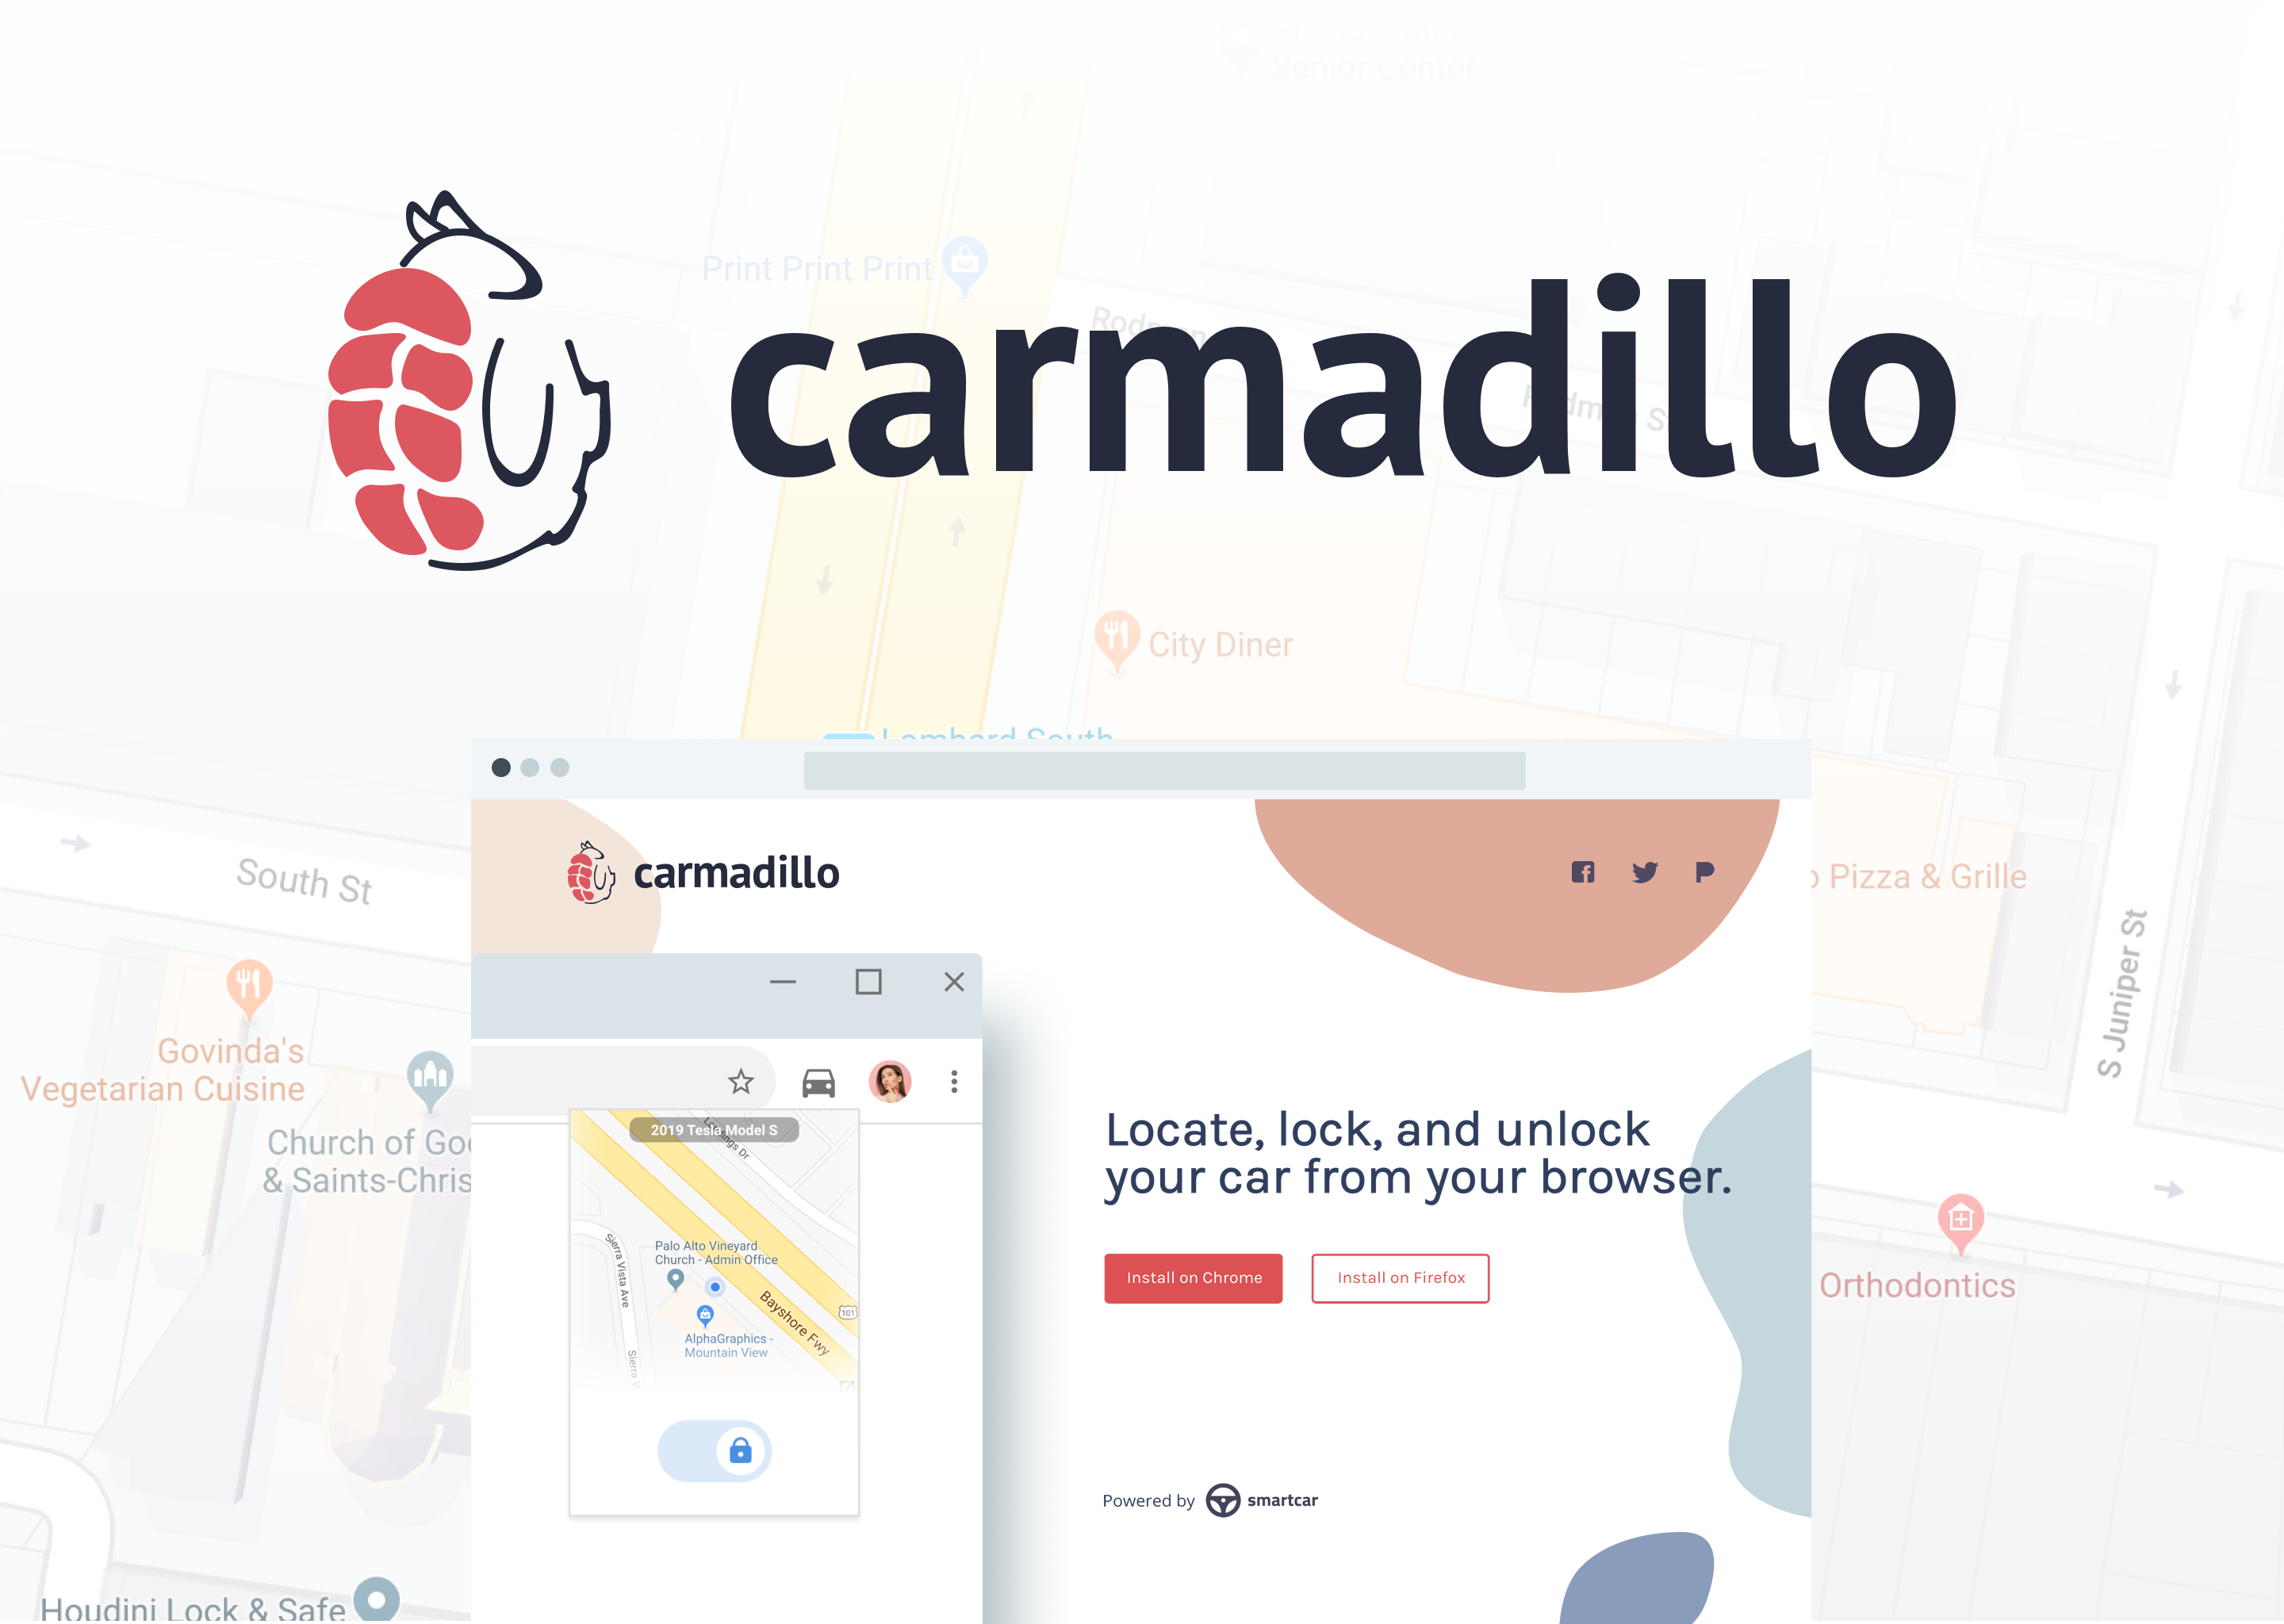 Philadelphia
Senior Center
Print Print Print
carmadillo
City Diner
Lombard South
carmadillo
South St
Pizza & Grille
S Juniper St
Govinda's
Vegetarian Cuisine
Church of
& Saints-Chris
2019 Tesla Model S
Palo Alto Vineyard
Church - Admin Office
Sierra Vista Ave
Bayshore Fwy
101
AlphaGraphics -
Mountain View
Sierra V
Locate, lock, and unlock
your car from your browser.
Install on Chrome
Install on Firefox
Orthodontics
Powered by smartcar
Houdini Lock & Safe